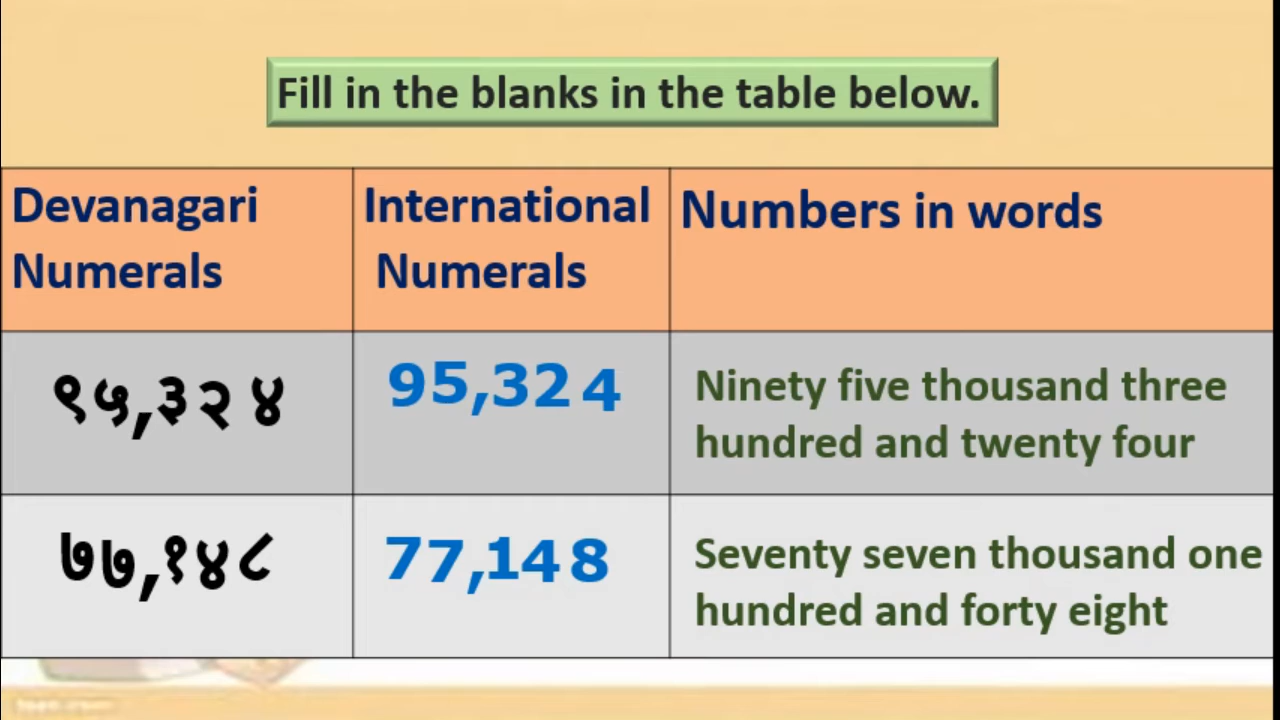 Fill in the blanks in the table below.
Devanagari
Numerals
International
Numerals
Numbers in words
९५,३२४
95,324
Ninety five thousand three
hundred and twenty four
७७,१४८
77,148
Seventy seven thousand one
hundred and forty eight